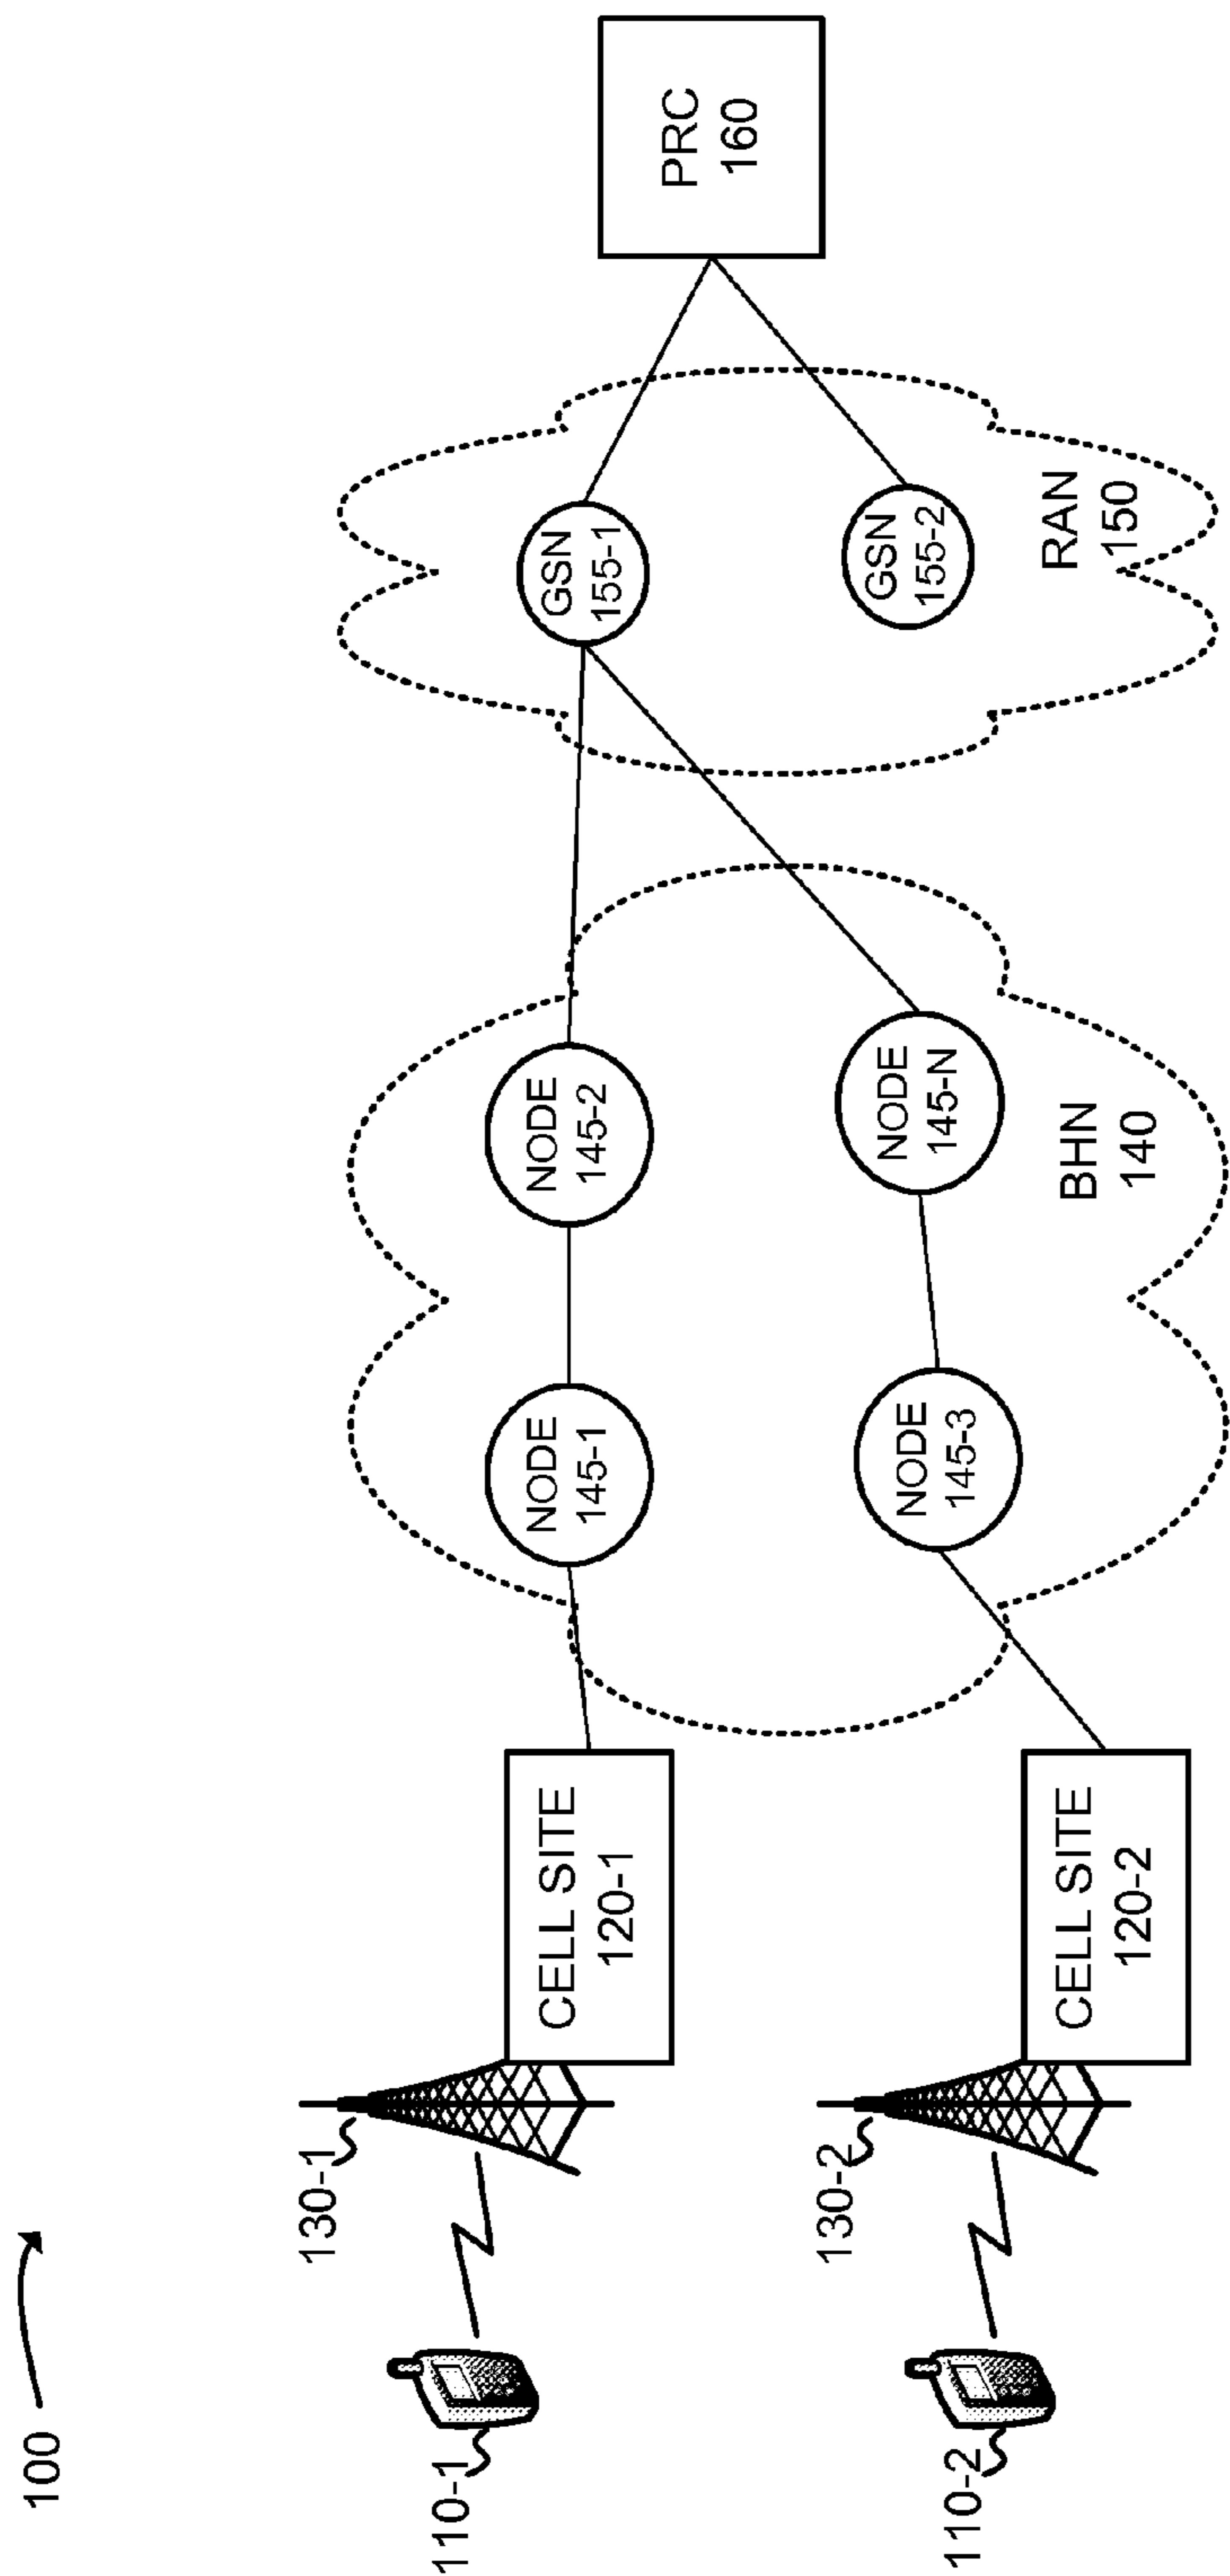 100
110-1
130-1
CELL SITE
120-1
NODE
145-1
NODE
145-2
GSN
155-1
PRC
160
110-2
130-2
CELL SITE
120-2
NODE
145-3
NODE
145-N
GSN
155-2
BHN
140
RAN
150